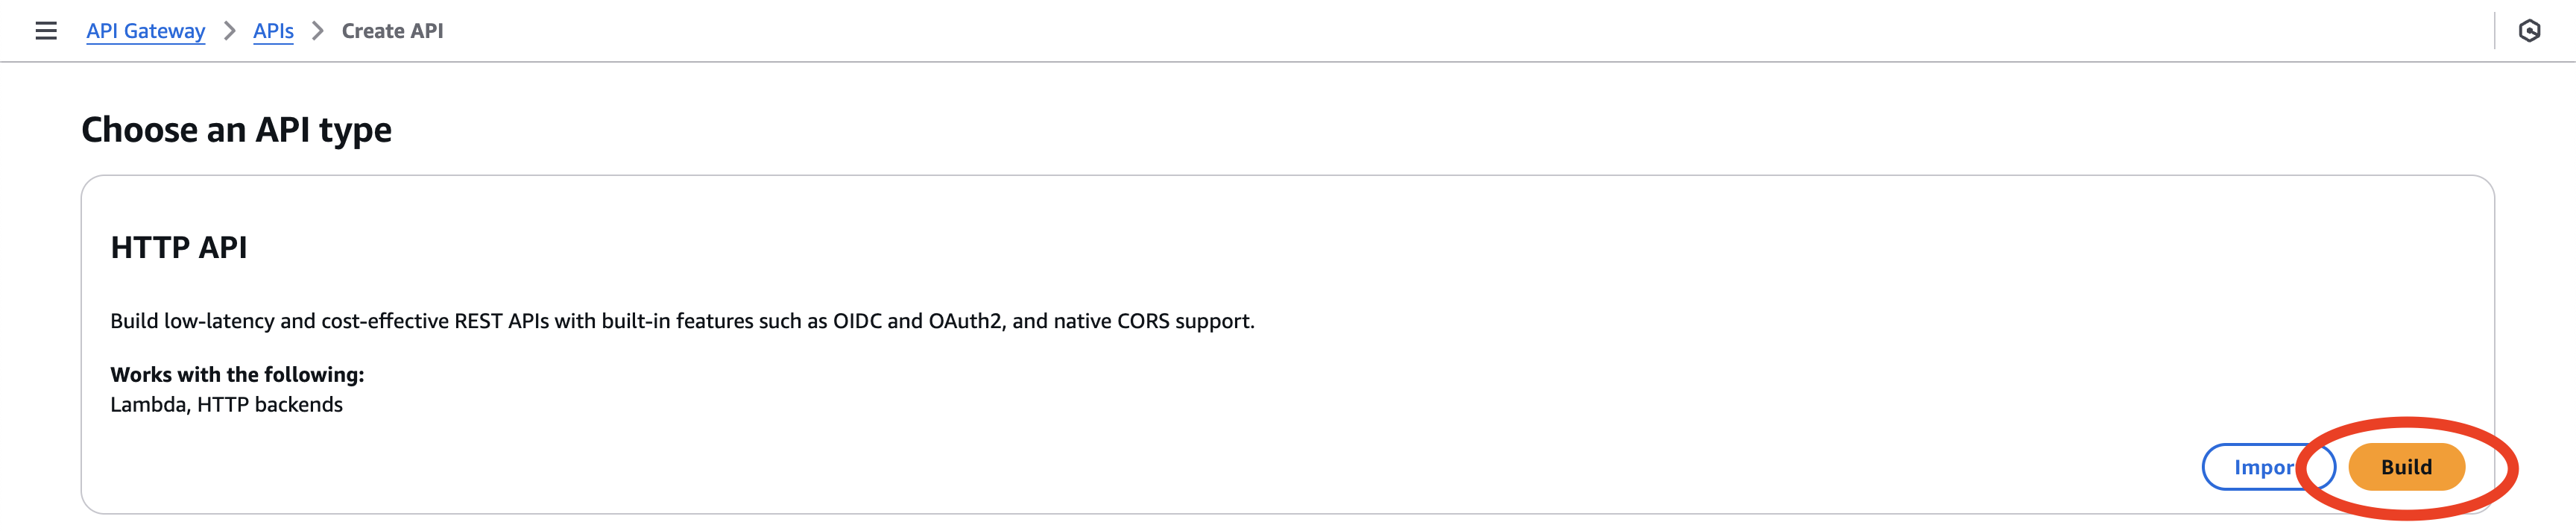 API Gateway > APIs > Create API
Choose an API type
HTTP API
Build low-latency and cost-effective REST APIs with built-in features such as OIDC and OAuth2, and native CORS support.
Works with the following:
Lambda, HTTP backends
Impor Build